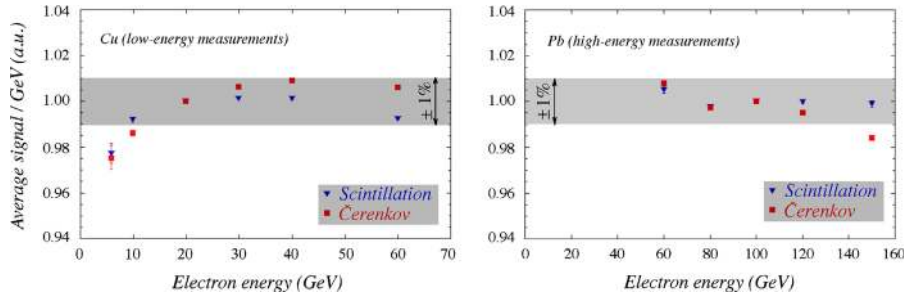 Average signal / GeV (a.u.)
1.04
1.02
1.00
0.98
0.96
0.94
Cu (low-energy measurements)
±1%
Scintillation
Čerenkov
0 10 20 30 40 50 60 70
Electron energy (GeV)
1.04
1.02
1.00
0.98
0.96
0.94
Pb (high-energy measurements)
±1%
Scintillation
Čerenkov
0 20 40 60 80 100 120 140 160
Electron energy (GeV)